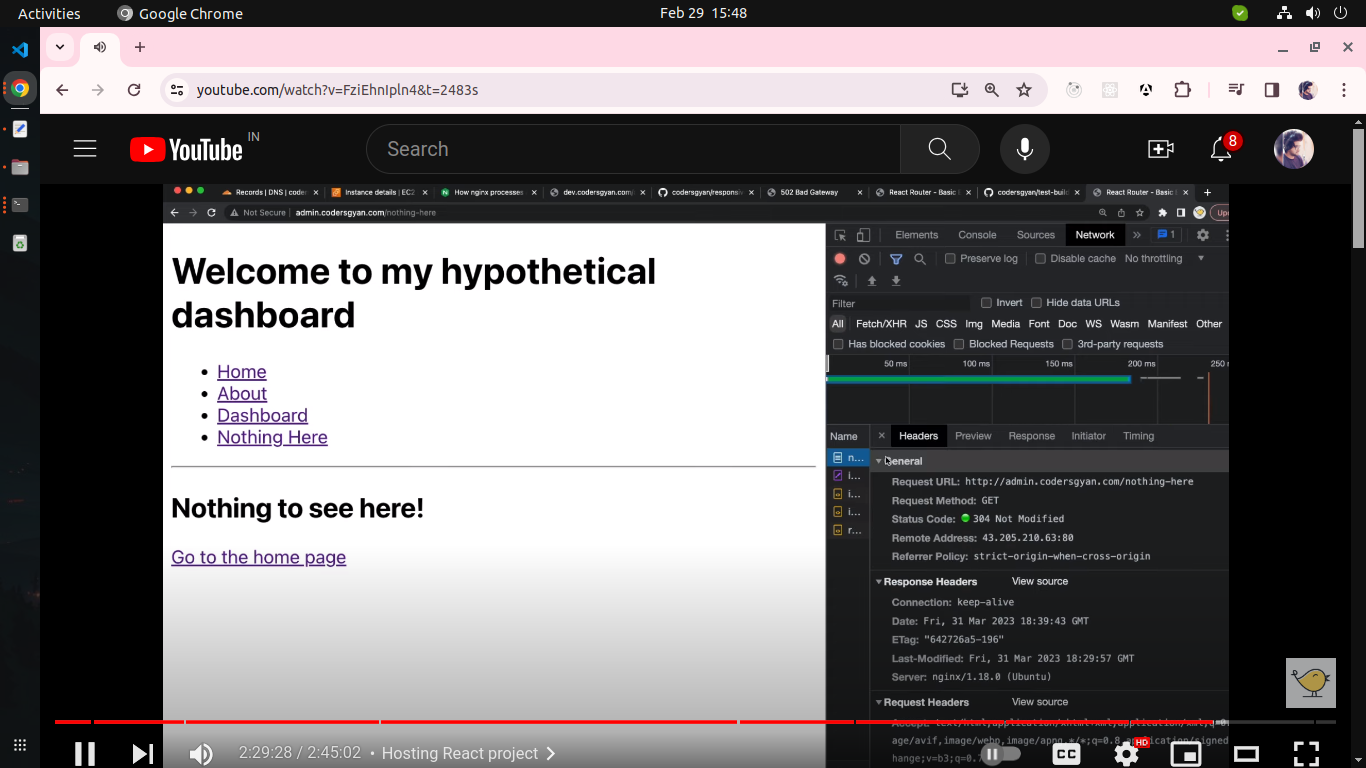 Activities Google Chrome Feb 29 15:48
youtube.com/watch?v=FziEhnIpln4&t=2483s
YouTube IN Search 8
Records | DNS | coder Instance details | EC2 How nginx processes dev.codersgyan.com/ codersgyan/responsiv 502 Bad Gateway React Router - Basic E codersgyan/test-build React Router - Basic E
Not Secure | admin.codersgyan.com/nothing-here
Welcome to my hypothetical
dashboard
Home
About
Dashboard
Nothing Here
Nothing to see here!
Go to the home page
Elements Console Sources Network » 1
Preserve log Disable cache No throttling
Filter Invert Hide data URLs
All Fetch/XHR JS CSS Img Media Font Doc WS Wasm Manifest Other
Has blocked cookies Blocked Requests 3rd-party requests
50 ms 100 ms 150 ms 200 ms 250
Name × Headers Preview Response Initiator Timing
n...
i...
i...
i...
r...
General
Request URL: http://admin.codersgyan.com/nothing-here
Request Method: GET
Status Code: 304 Not Modified
Remote Address: 43.205.210.63:80
Referrer Policy: strict-origin-when-cross-origin
Response Headers View source
Connection: keep-alive
Date: Fri, 31 Mar 2023 18:39:43 GMT
ETag: "642726a5-196"
Last-Modified: Fri, 31 Mar 2023 18:29:57 GMT
Server: nginx/1.18.0 (Ubuntu)
Request Headers View source
Accept: text/html,application/xhtml+xml,application/xml;q=0.
age/avif,image/webp,image/apng,*/*;q=0.8,application/signed
hange;v=b3;q=0.7
2:29:28 / 2:45:02 • Hosting React project CC HD